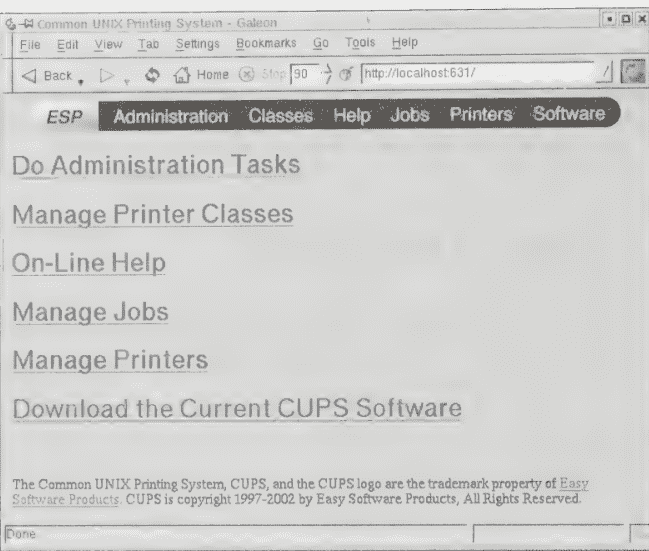 Common UNIX Printing System - Galeon
File Edit View Tab Settings Bookmarks Go Tools Help
Back Home Stop 90 http://localhost:631/
ESP Administration Classes Help Jobs Printers Software
Do Administration Tasks
Manage Printer Classes
On-Line Help
Manage Jobs
Manage Printers
Download the Current CUPS Software
The Common UNIX Printing System, CUPS, and the CUPS logo are the trademark property of Easy
Software Products. CUPS is copyright 1997-2002 by Easy Software Products, All Rights Reserved.
Done